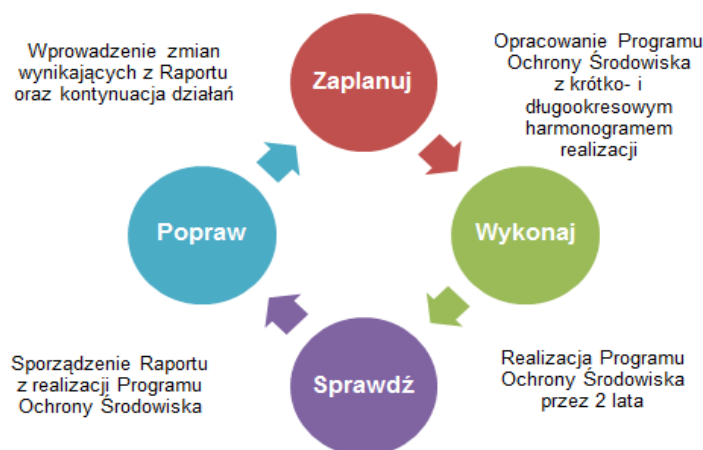 Wprowadzenie zmian
wynikających z Raportu
oraz kontynuacja działań
Zaplanuj
Opracowanie Programu
Ochrony Środowiska
z krótko- i
długookresowym
harmonogramem
realizacji
Popraw
Wykonaj
Sporządzenie Raportu
z realizacji Programu
Ochrony Środowiska
Sprawdź
Realizacja Programu
Ochrony Środowiska
przez 2 lata